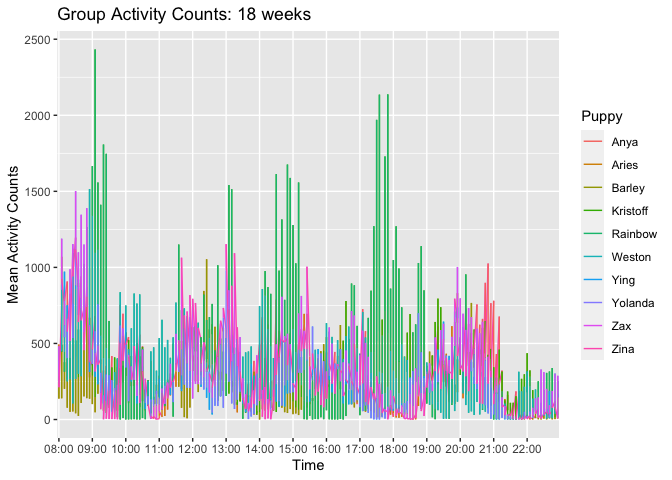 Group Activity Counts: 18 weeks
2500
2000
1500
1000
500
0
Mean Activity Counts
08:00 09:00 10:00 11:00 12:00 13:00 14:00 15:00 16:00 17:00 18:00 19:00 20:00 21:00 22:00
Time
Puppy
Anya
Aries
Barley
Kristoff
Rainbow
Weston
Ying
Yolanda
Zax
Zina